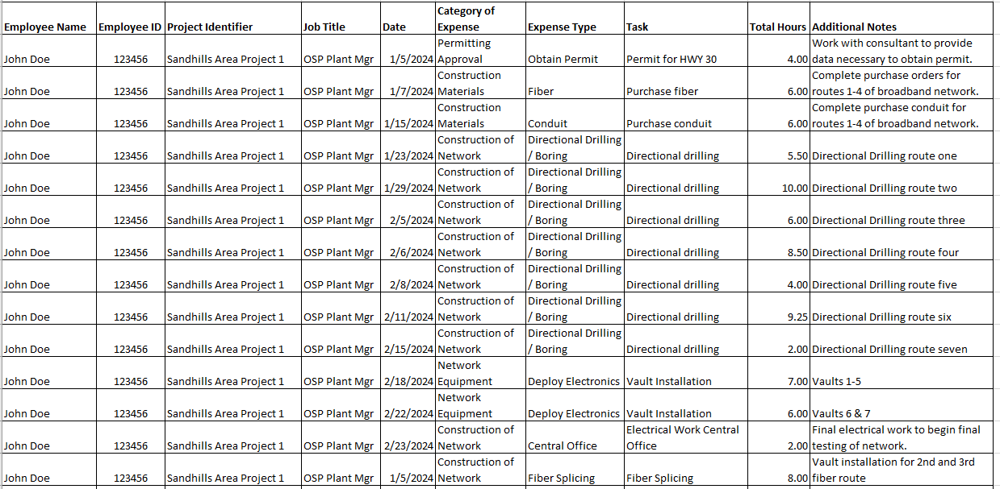 Employee Name Employee ID Project Identifier Job Title Date Category of Expense Expense Type Task Total Hours Additional Notes
John Doe 123456 Sandhills Area Project 1 OSP Plant Mgr 1/5/2024 Permitting Approval Obtain Permit Permit for HWY 30 4.00 Work with consultant to provide data necessary to obtain permit.
John Doe 123456 Sandhills Area Project 1 OSP Plant Mgr 1/7/2024 Construction Materials Fiber Purchase fiber 6.00 Complete purchase orders for routes 1-4 of broadband network.
John Doe 123456 Sandhills Area Project 1 OSP Plant Mgr 1/15/2024 Construction Materials Conduit Purchase conduit 6.00 Complete purchase conduit for routes 1-4 of broadband network.
John Doe 123456 Sandhills Area Project 1 OSP Plant Mgr 1/23/2024 Construction of Network Directional Drilling / Boring Directional drilling 5.50 Directional Drilling route one
John Doe 123456 Sandhills Area Project 1 OSP Plant Mgr 1/29/2024 Construction of Network Directional Drilling / Boring Directional drilling 10.00 Directional Drilling route two
John Doe 123456 Sandhills Area Project 1 OSP Plant Mgr 2/5/2024 Construction of Network Directional Drilling / Boring Directional drilling 6.00 Directional Drilling route three
John Doe 123456 Sandhills Area Project 1 OSP Plant Mgr 2/6/2024 Construction of Network Directional Drilling / Boring Directional drilling 8.50 Directional Drilling route four
John Doe 123456 Sandhills Area Project 1 OSP Plant Mgr 2/8/2024 Construction of Network Directional Drilling / Boring Directional drilling 4.00 Directional Drilling route five
John Doe 123456 Sandhills Area Project 1 OSP Plant Mgr 2/11/2024 Construction of Network Directional Drilling / Boring Directional drilling 9.25 Directional Drilling route six
John Doe 123456 Sandhills Area Project 1 OSP Plant Mgr 2/15/2024 Construction of Network Directional Drilling / Boring Directional drilling 2.00 Directional Drilling route seven
John Doe 123456 Sandhills Area Project 1 OSP Plant Mgr 2/18/2024 Network Equipment Deploy Electronics Vault Installation 7.00 Vaults 1-5
John Doe 123456 Sandhills Area Project 1 OSP Plant Mgr 2/22/2024 Network Equipment Deploy Electronics Vault Installation 6.00 Vaults 6 & 7
John Doe 123456 Sandhills Area Project 1 OSP Plant Mgr 2/23/2024 Construction of Network Central Office Electrical Work Central Office 2.00 Final electrical work to begin final testing of network.
John Doe 123456 Sandhills Area Project 1 OSP Plant Mgr 1/5/2024 Construction of Network Fiber Splicing Fiber Splicing 8.00 Vault installation for 2nd and 3rd fiber route